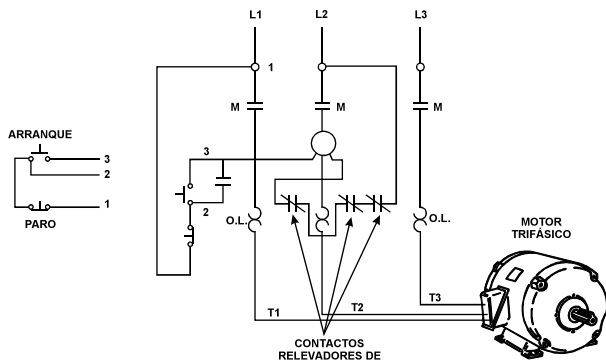 L1
L2
L3
1
M
M
M
ARRANQUE
3
2
1
PARO
3
2
O.L.
O.L.
MOTOR
TRIFÁSICO
T1
T2
T3
CONTACTOS
RELEVADORES DE